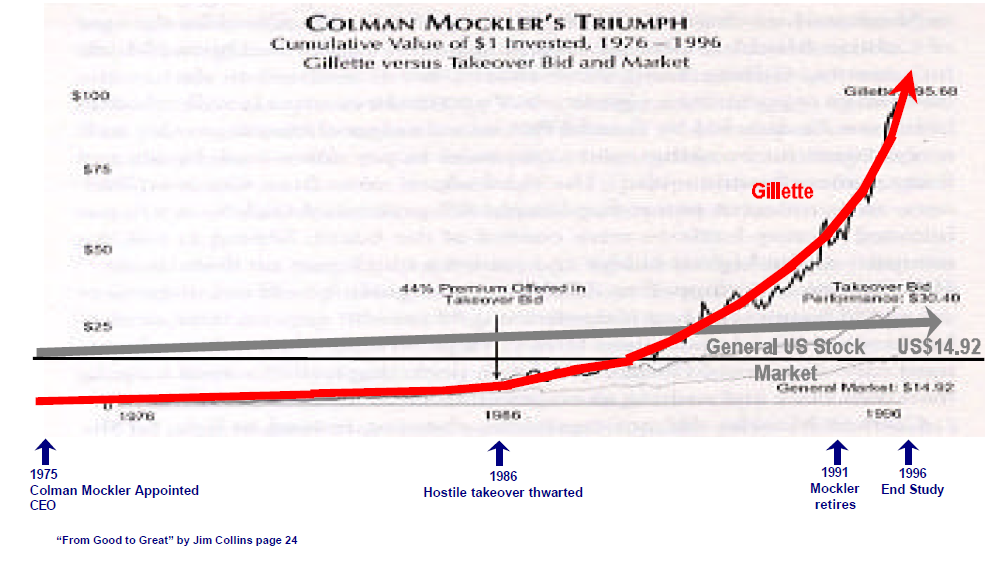 COLMAN MOCKLER'S TRIUMPH
Cumulative Value of $1 Invested, 1976 – 1996
Gillette versus Takeover Bid and Market
$100
Gillette 95.68
$75
Gillette
$50
44% Premium Offered in
Takeover Bid
Takeover Bid
Performance: $30.40
$25
General US Stock
Market
US$14.92
General Market: $14.92
0
1976
1986
1996
1975
Colman Mockler Appointed
CEO
1986
Hostile takeover thwarted
1991
Mockler
retires
1996
End Study
“From Good to Great” by Jim Collins page 24